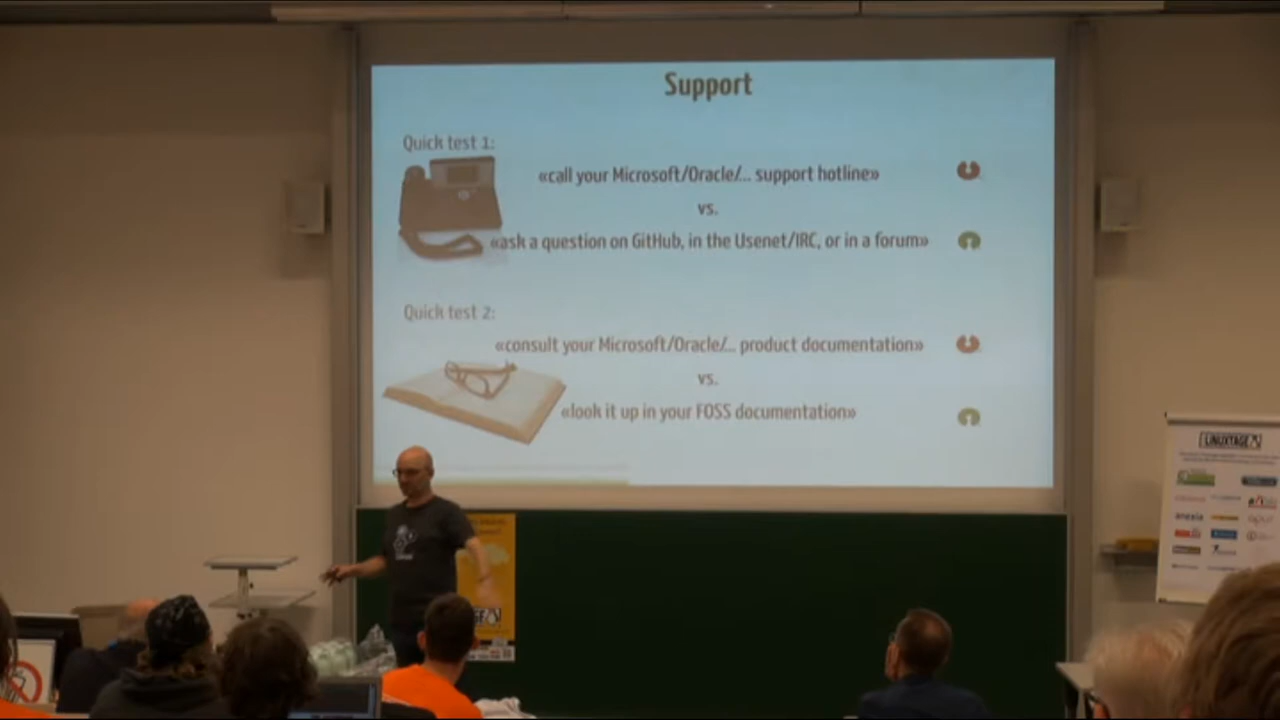 Support
Quick test 1:
«call your Microsoft/Oracle/... support hotline»
vs.
«ask a question on GitHub, in the Usenet/IRC, or in a forum»
Quick test 2:
«consult your Microsoft/Oracle/... product documentation»
vs.
«look it up in your FOSS documentation»
LINUXTAGE
anexia